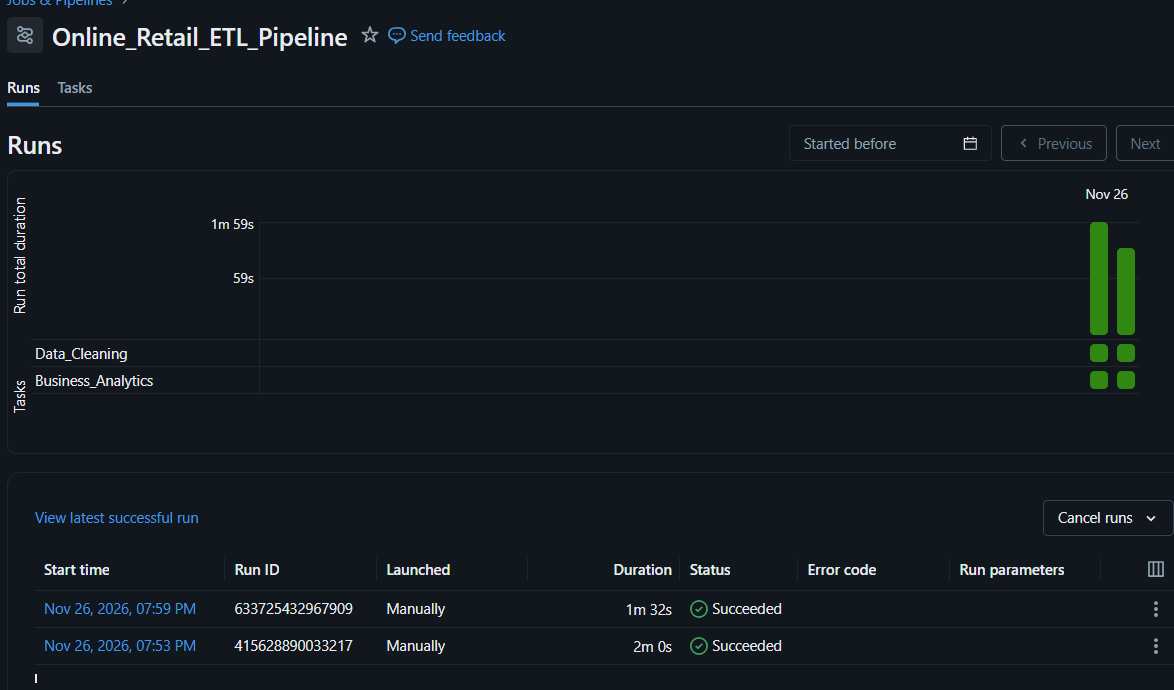 Jobs & Pipelines >
Online_Retail_ETL_Pipeline Send feedback
Runs Tasks
Runs
Started before Previous Next
Nov 26
Run total duration
1m 59s
59s
Tasks
Data_Cleaning
Business_Analytics
View latest successful run
Cancel runs
Start time Run ID Launched Duration Status Error code Run parameters
Nov 26, 2026, 07:59 PM 633725432967909 Manually 1m 32s Succeeded
Nov 26, 2026, 07:53 PM 415628890033217 Manually 2m 0s Succeeded